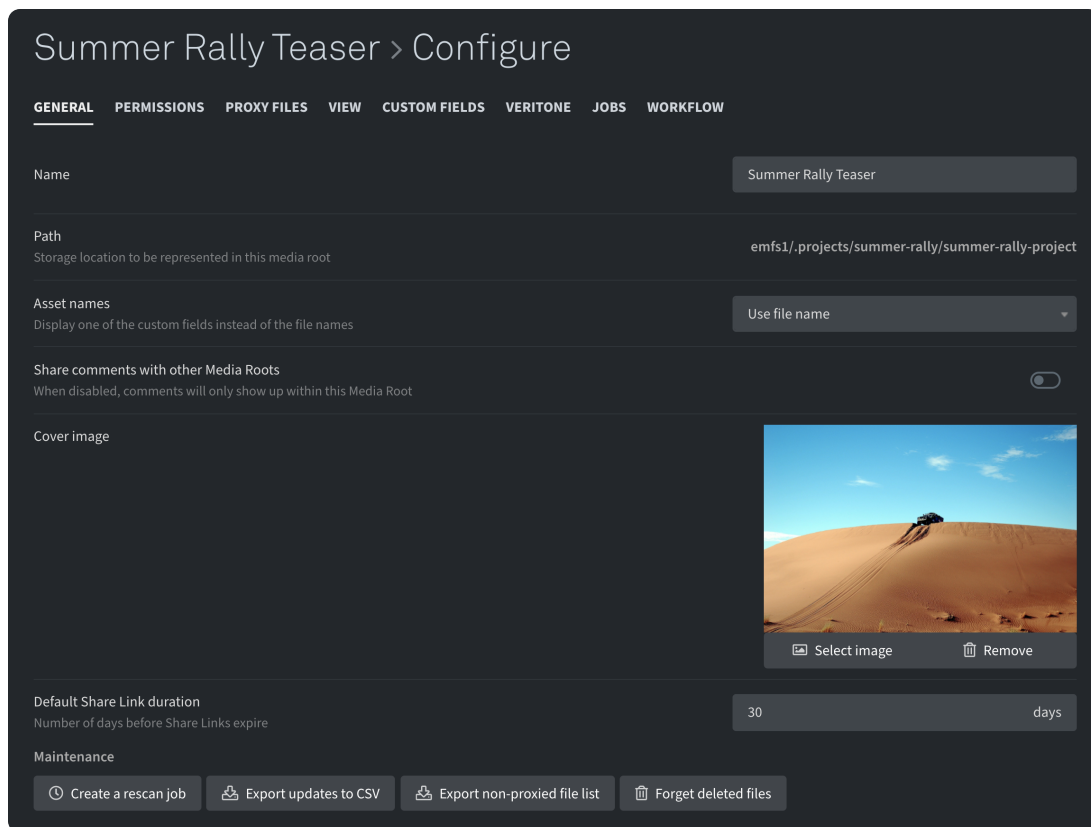 Summer Rally Teaser > Configure
GENERAL PERMISSIONS PROXY FILES VIEW CUSTOM FIELDS VERITONE JOBS WORKFLOW
Name
Summer Rally Teaser
Path
Storage location to be represented in this media root
emfs1/.projects/summer-rally/summer-rally-project
Asset names
Display one of the custom fields instead of the file names
Use file name
Share comments with other Media Roots
When disabled, comments will only show up within this Media Root
Cover image
Select image Remove
Default Share Link duration
Number of days before Share Links expire
30 days
Maintenance
Create a rescan job Export updates to CSV Export non-proxied file list Forget deleted files